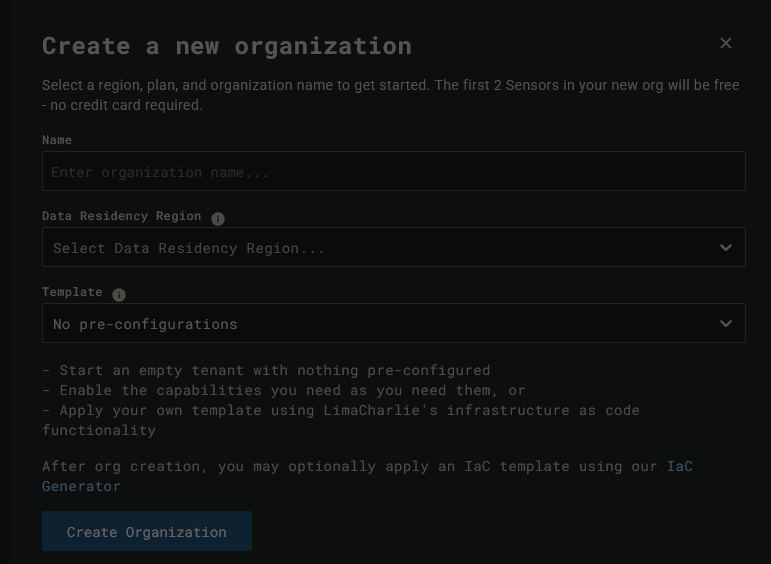 Create a new organization
Select a region, plan, and organization name to get started. The first 2 Sensors in your new org will be free
- no credit card required.
Name
Enter organization name...
Data Residency Region
Select Data Residency Region...
Template
No pre-configurations
- Start an empty tenant with nothing pre-configured
- Enable the capabilities you need as you need them, or
- Apply your own template using LimaCharlie's infrastructure as code
functionality
After org creation, you may optionally apply an IaC template using our IaC
Generator
Create Organization